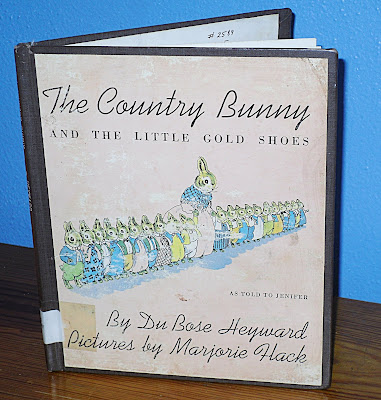 The Country Bunny
AND THE LITTLE GOLD SHOES
AS TOLD TO JENIFER
By Du Bose Heyward
Pictures by Marjorie Flack